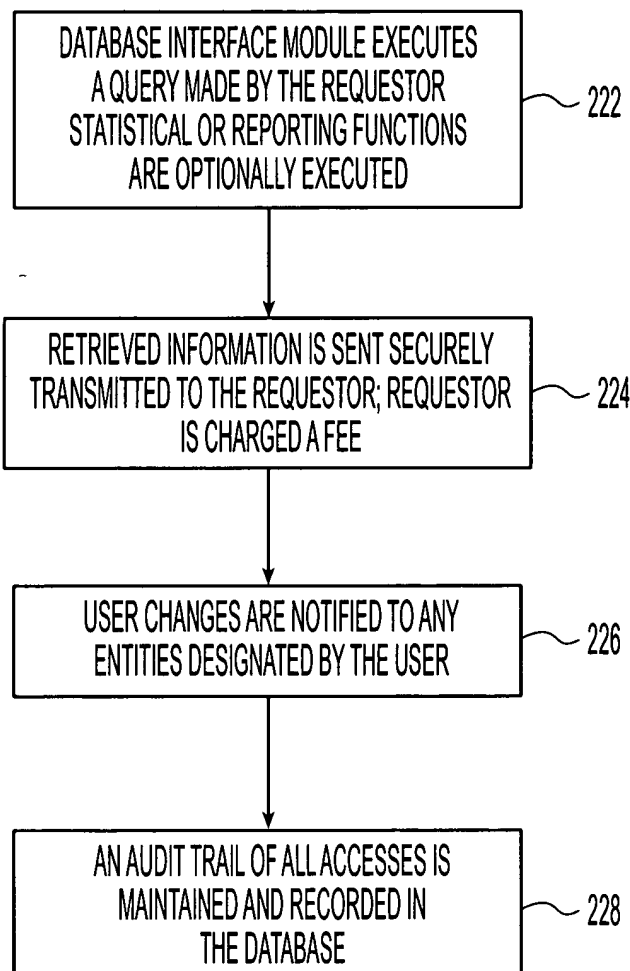 DATABASE INTERFACE MODULE EXECUTES
A QUERY MADE BY THE REQUESTOR
STATISTICAL OR REPORTING FUNCTIONS
ARE OPTIONALLY EXECUTED
222
RETRIEVED INFORMATION IS SENT SECURELY
TRANSMITTED TO THE REQUESTOR; REQUESTOR
IS CHARGED A FEE
224
USER CHANGES ARE NOTIFIED TO ANY
ENTITIES DESIGNATED BY THE USER
226
AN AUDIT TRAIL OF ALL ACCESSES IS
MAINTAINED AND RECORDED IN
THE DATABASE
228